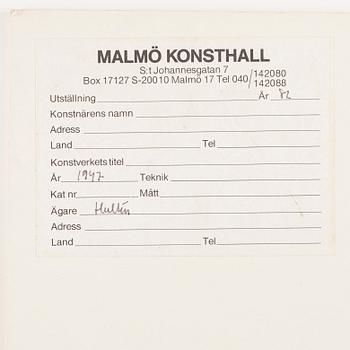 MALMÖ KONSTHALL
S:t Johannesgatan 7
Box 17127 S-20010 Malmö 17 Tel 040/142080
/142088
Utställning År 82
Konstnärens namn
Adress
Land Tel
Konstverkets titel
År 1947 Teknik
Kat nr Mått
Ägare Hultén
Adress
Land Tel